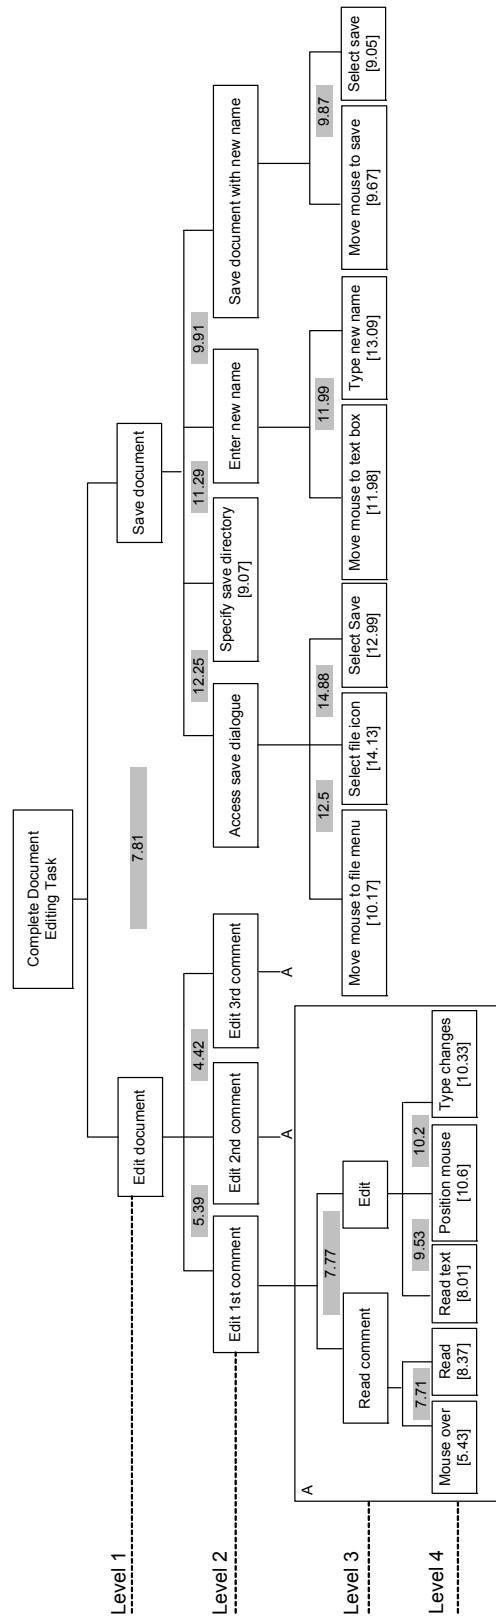 Complete Document
Editing Task
Level 1
Edit document
7.81
Save document
Level 2
5.39
4.42
12.25
11.29
9.91
Edit 1st comment
Edit 2nd comment
Edit 3rd comment
Access save dialogue
Specify save directory
[9.07]
Enter new name
Save document with new name
A
A
A
Level 3
7.77
Read comment
Edit
12.5
14.88
11.99
9.87
Move mouse to file menu
[10.17]
Select file icon
[14.13]
Select Save
[12.99]
Move mouse to text box
[11.98]
Type new name
[13.09]
Move mouse to save
[9.67]
Select save
[9.05]
Level 4
7.71
9.53
10.2
Mouse over
[5.43]
Read
[8.37]
Read text
[8.01]
Position mouse
[10.6]
Type changes
[10.33]